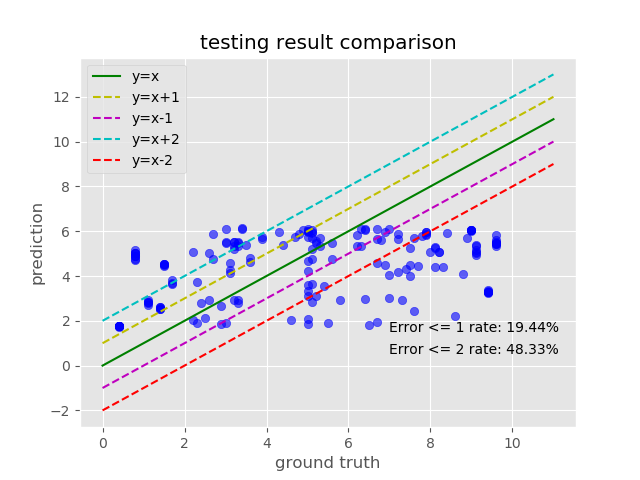 testing result comparison
y=x
y=x+1
y=x-1
y=x+2
y=x-2
12
10
8
6
4
2
0
−2
prediction
Error <= 1 rate: 19.44%
Error <= 2 rate: 48.33%
0 2 4 6 8 10
ground truth